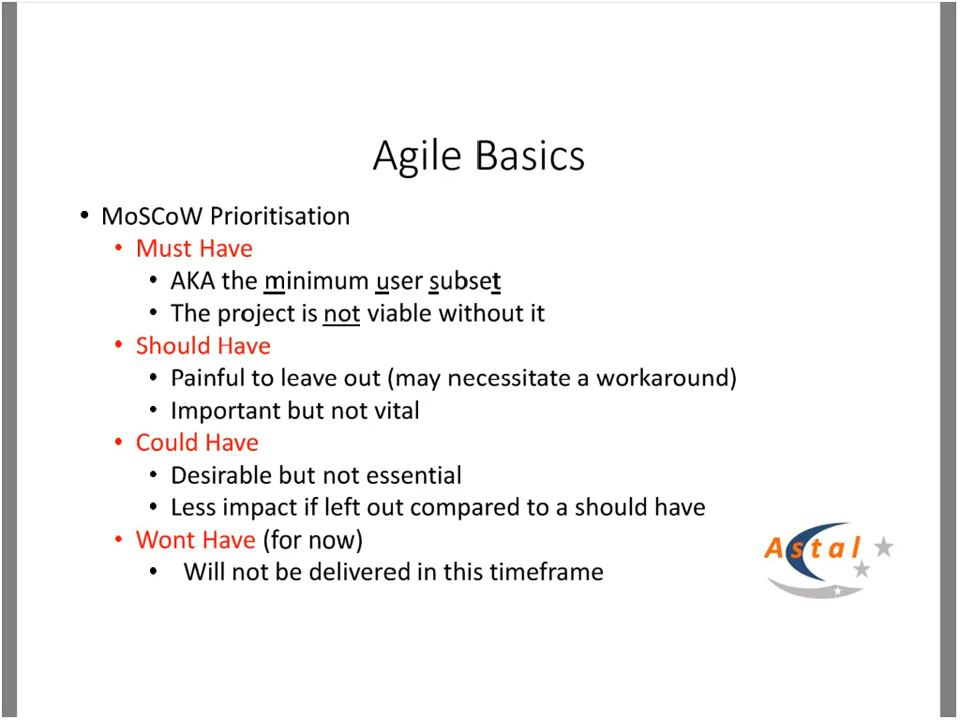 Agile Basics
• MoSCoW Prioritisation
• Must Have
• AKA the minimum user subset
• The project is not viable without it
• Should Have
• Painful to leave out (may necessitate a workaround)
• Important but not vital
• Could Have
• Desirable but not essential
• Less impact if left out compared to a should have
• Wont Have (for now)
• Will not be delivered in this timeframe
Astal